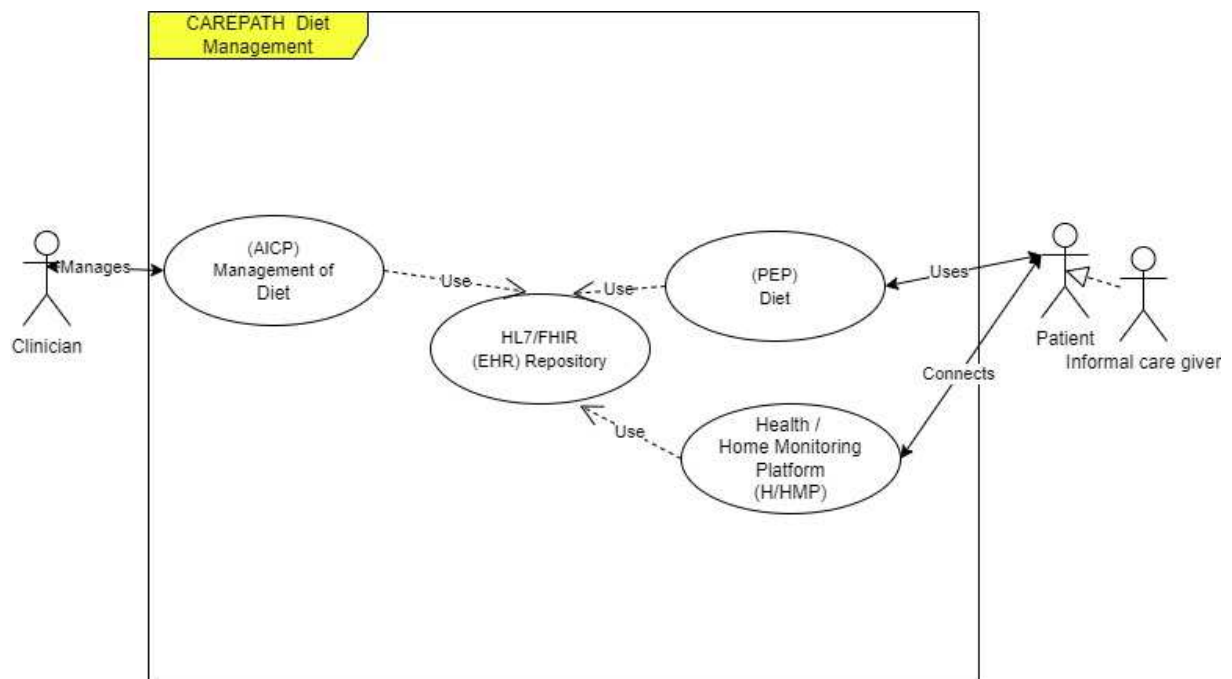 CAREPATH Diet
Management
Clinician
Manages
(AICP)
Management of
Diet
Use
HL7/FHIR
(EHR) Repository
Use
(PEP)
Diet
Uses
Patient
Informal care giver
Connects
Use
Health /
Home Monitoring
Platform
(H/HMP)